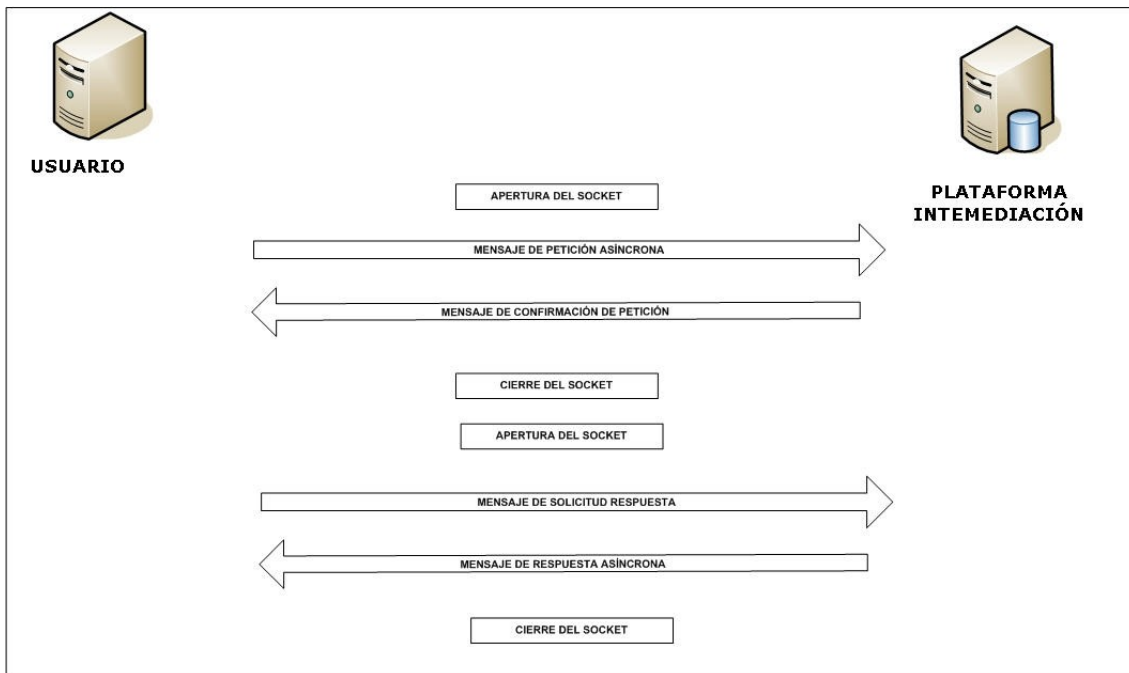 USUARIO
PLATAFORMA
INTEMEDIACIÓN
APERTURA DEL SOCKET
MENSAJE DE PETICIÓN ASÍNCRONA
MENSAJE DE CONFIRMACIÓN DE PETICIÓN
CIERRE DEL SOCKET
APERTURA DEL SOCKET
MENSAJE DE SOLICITUD RESPUESTA
MENSAJE DE RESPUESTA ASÍNCRONA
CIERRE DEL SOCKET